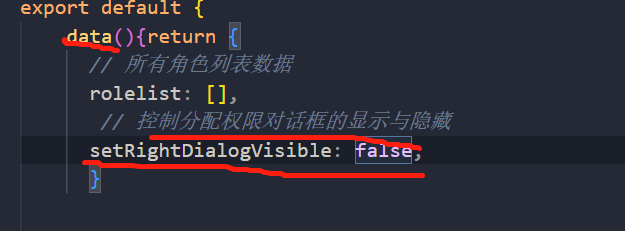 export default {
data(){return {
// 所有角色列表数据
rolelist: [],
// 控制分配权限对话框的显示与隐藏
setRightDialogVisible: false,
}